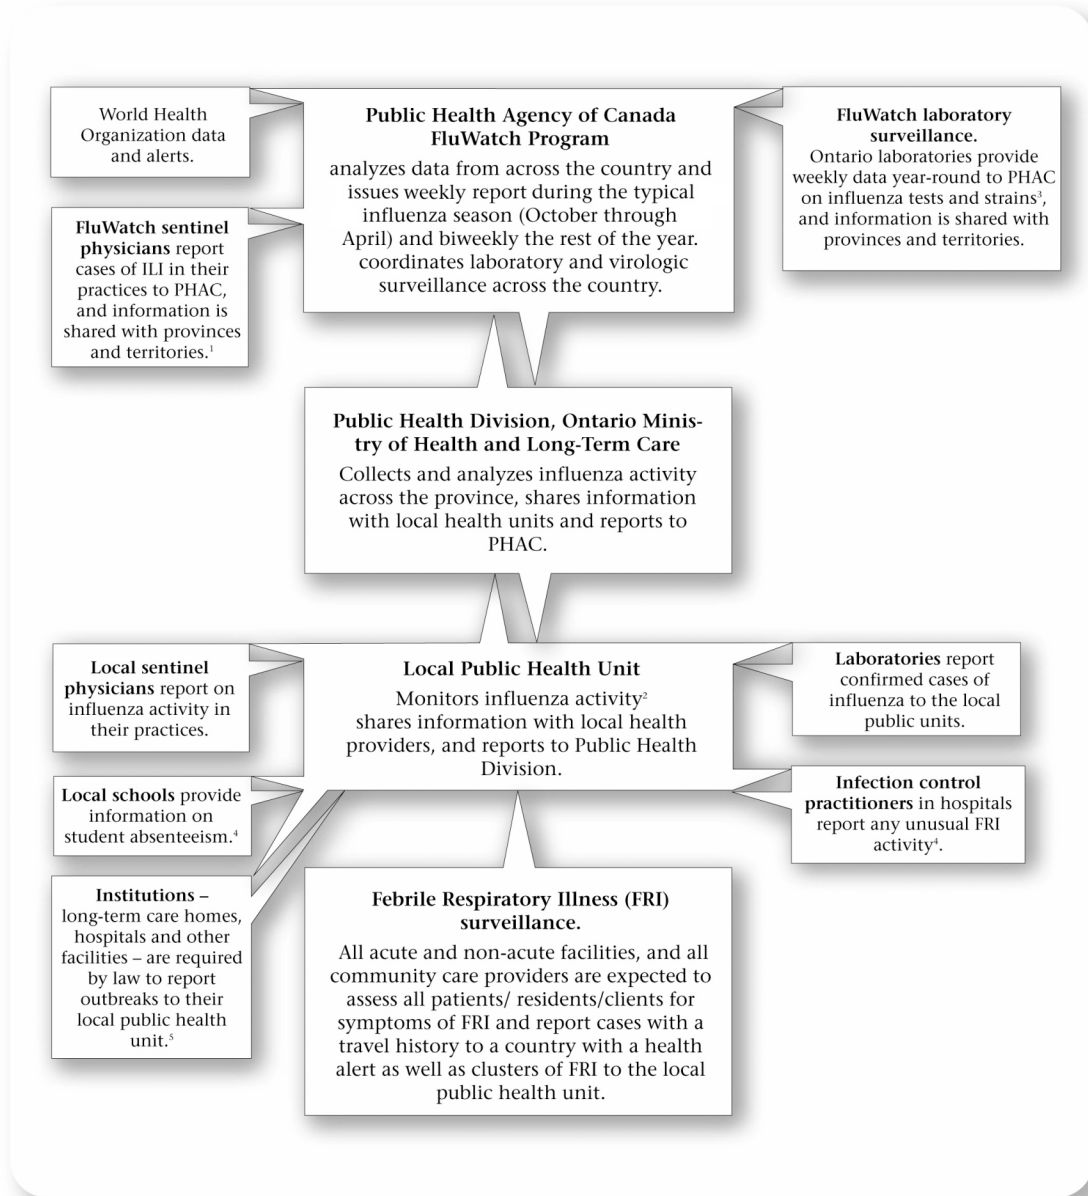 World Health
Organization data
and alerts.
Public Health Agency of Canada
FluWatch Program
analyzes data from across the country and
issues weekly report during the typical
influenza season (October through
April) and biweekly the rest of the year.
coordinates laboratory and virologic
surveillance across the country.
FluWatch laboratory
surveillance.
Ontario laboratories provide
weekly data year-round to PHAC
on influenza tests and strains³,
and information is shared with
provinces and territories.
FluWatch sentinel
physicians report
cases of ILI in their
practices to PHAC,
and information is
shared with provinces
and territories.¹
Public Health Division, Ontario Minis-
try of Health and Long-Term Care
Collects and analyzes influenza activity
across the province, shares information
with local health units and reports to
PHAC.
Local sentinel
physicians report on
influenza activity in
their practices.
Local Public Health Unit
Monitors influenza activity²
shares information with local health
providers, and reports to Public Health
Division.
Laboratories report
confirmed cases of
influenza to the local
public units.
Local schools provide
information on
student absenteeism.⁴
Infection control
practitioners in hospitals
report any unusual FRI
activity⁴.
Institutions –
long-term care homes,
hospitals and other
facilities – are required
by law to report
outbreaks to their
local public health
unit.⁵
Febrile Respiratory Illness (FRI)
surveillance.
All acute and non-acute facilities, and all
community care providers are expected to
assess all patients/ residents/clients for
symptoms of FRI and report cases with a
travel history to a country with a health
alert as well as clusters of FRI to the local
public health unit.